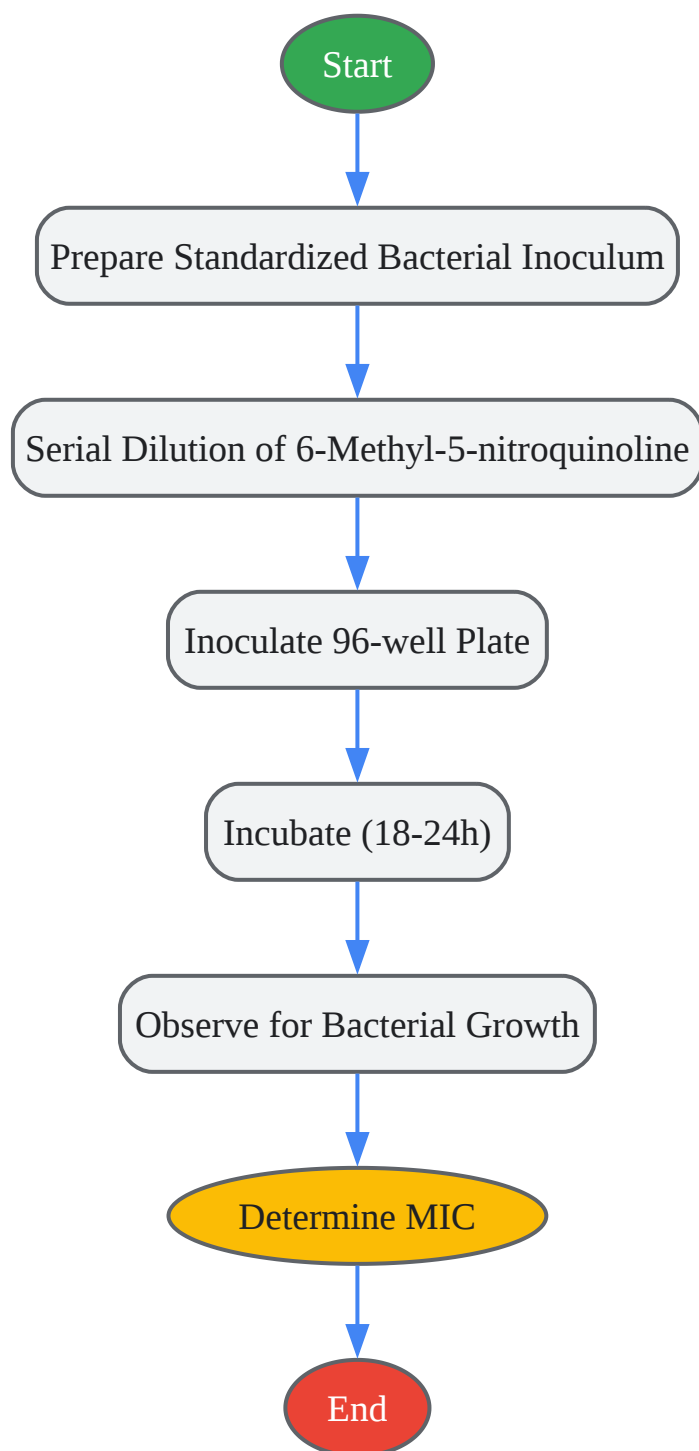 Start
Prepare Standardized Bacterial Inoculum
Serial Dilution of 6-Methyl-5-nitroquinoline
Inoculate 96-well Plate
Incubate (18-24h)
Observe for Bacterial Growth
Determine MIC
End